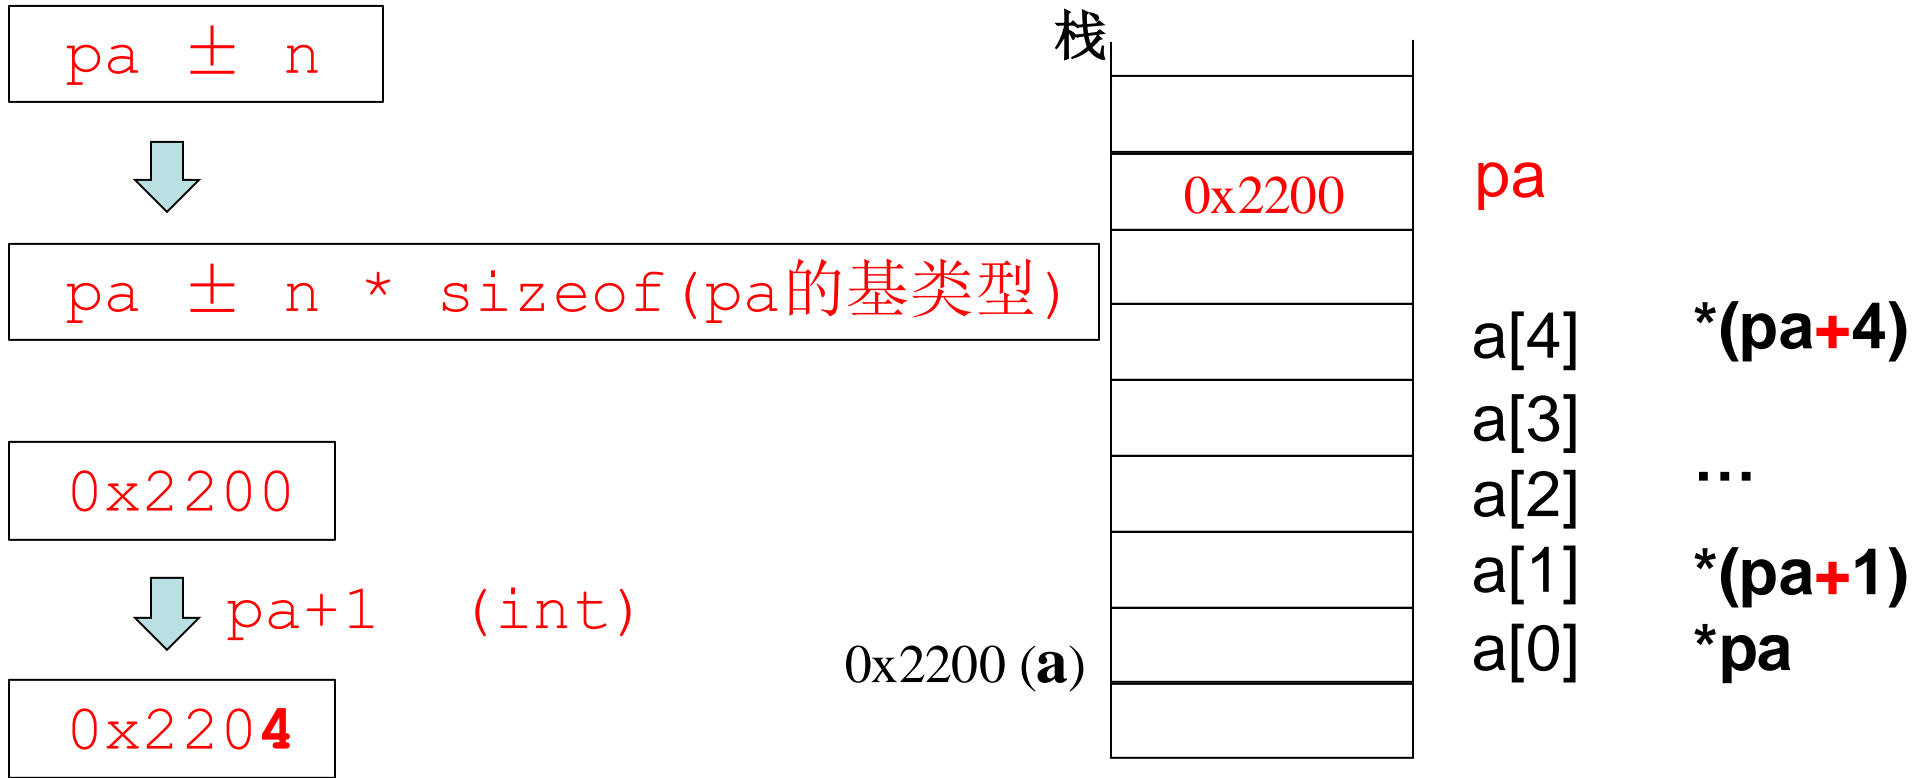 pa ± n
pa ± n * sizeof(pa的基类型)
0x2200
pa+1 (int)
0x2204
栈
0x2200 pa
a[4] *(pa+4)
a[3]
…
a[2]
a[1] *(pa+1)
0x2200 (a) a[0] *pa